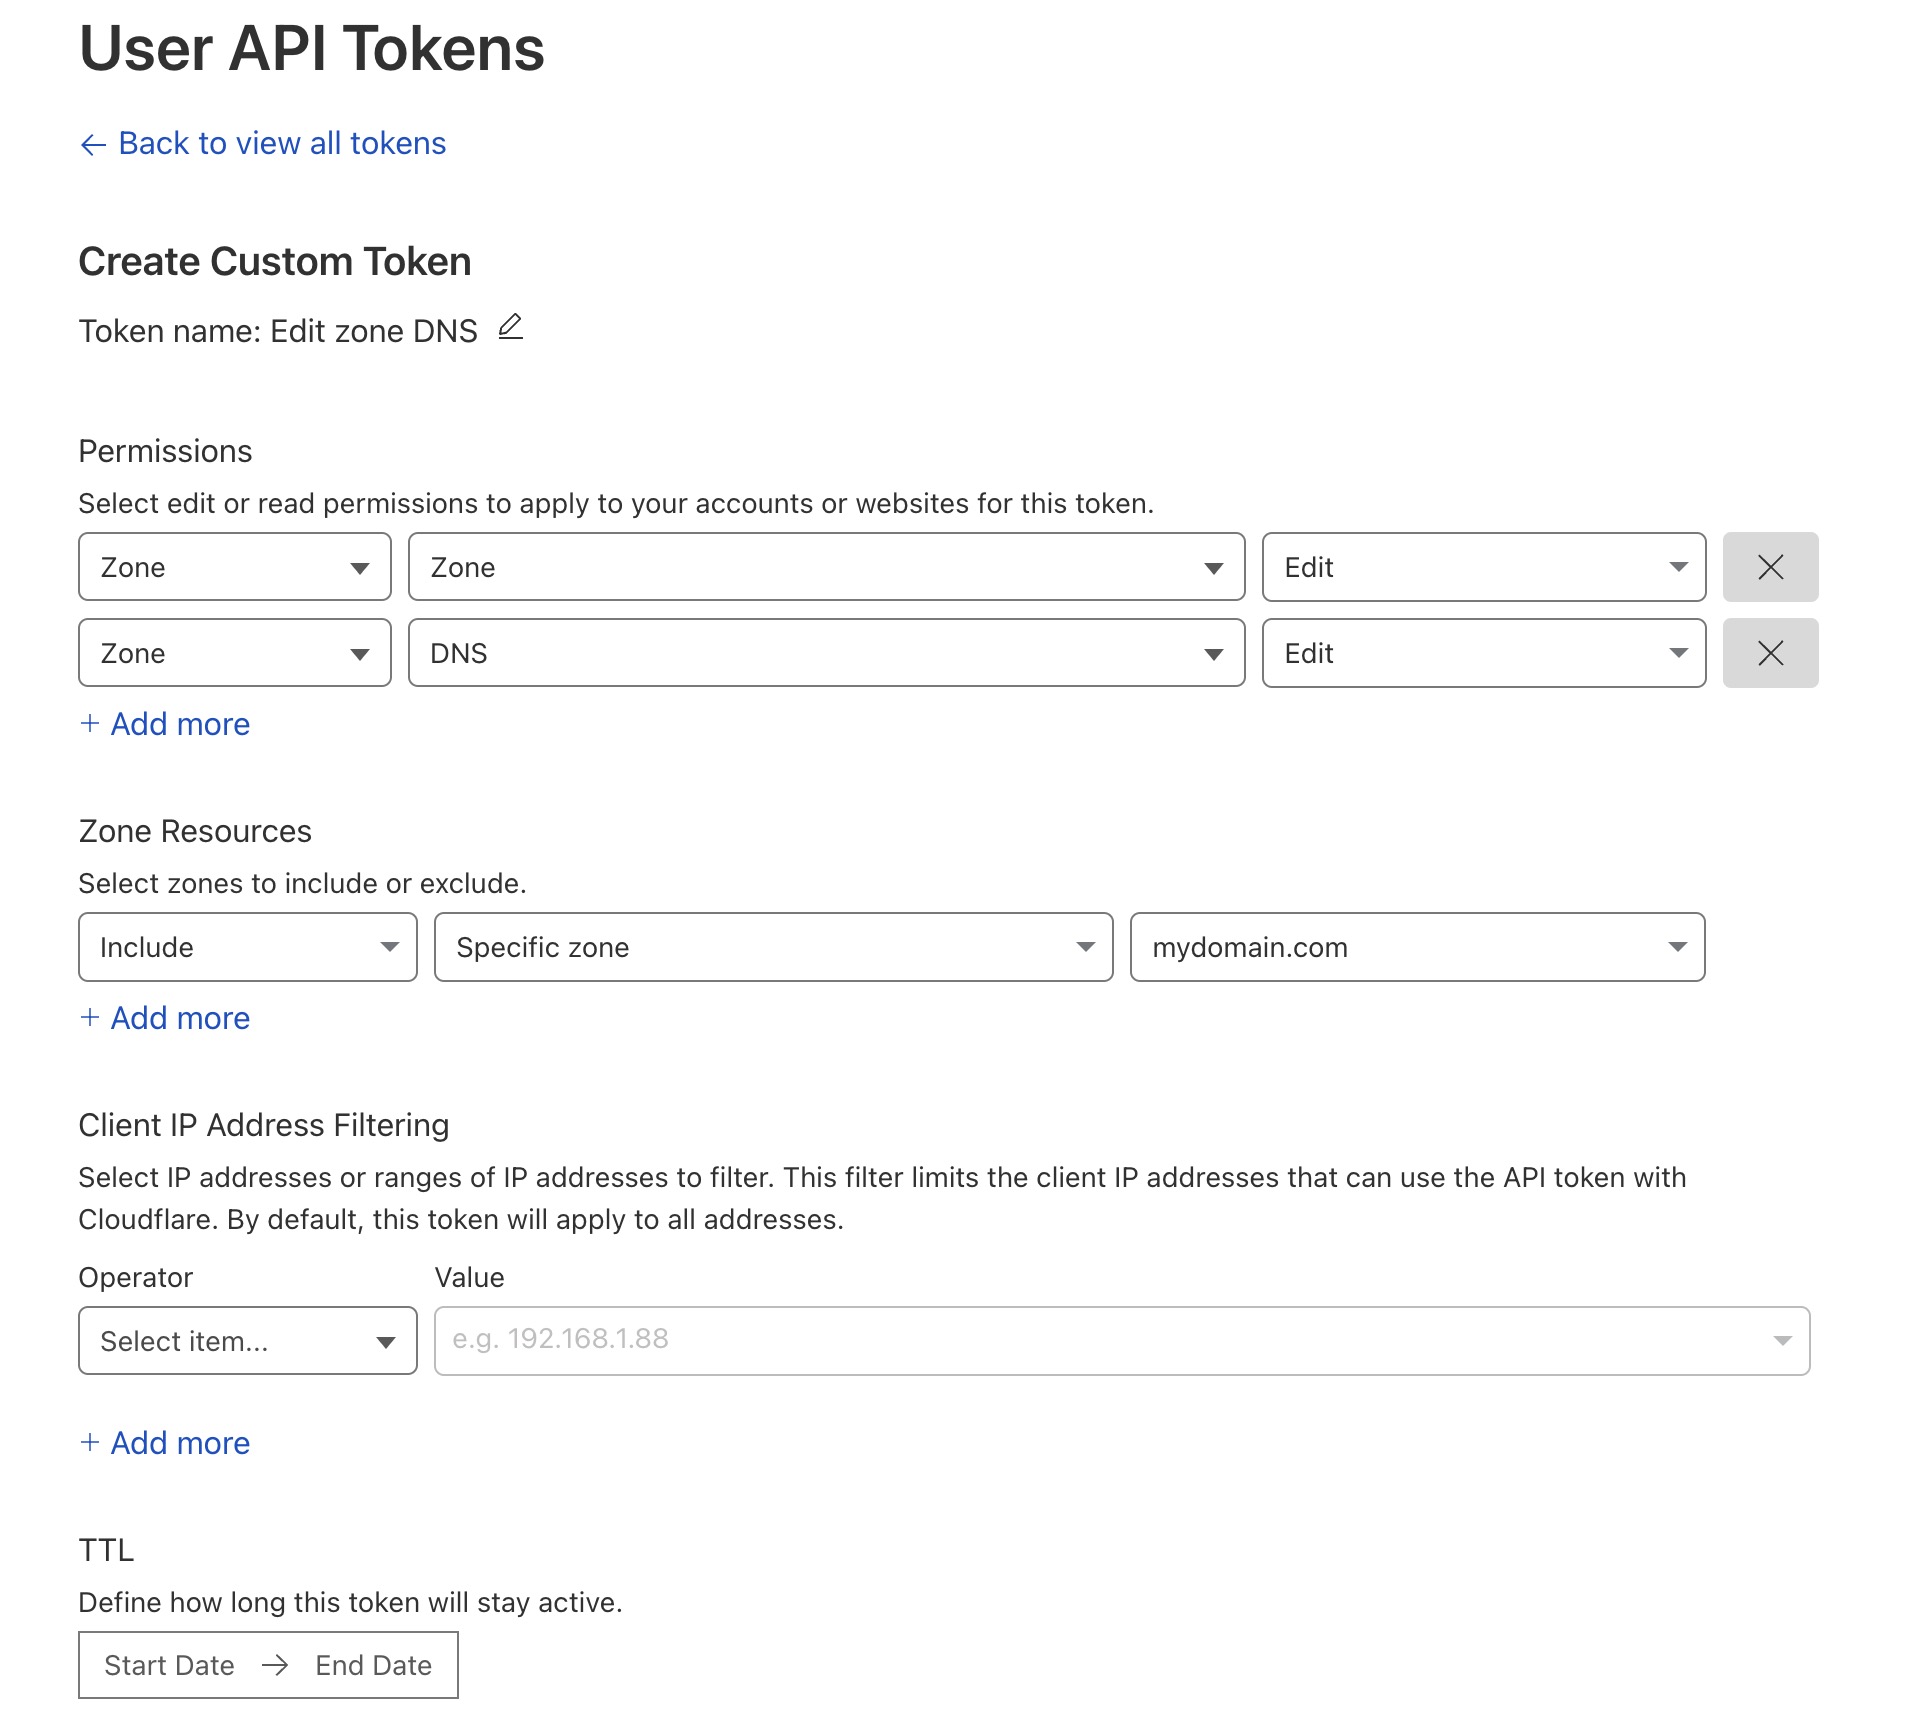 User API Tokens
← Back to view all tokens
Create Custom Token
Token name: Edit zone DNS
Permissions
Select edit or read permissions to apply to your accounts or websites for this token.
Zone Zone Edit
Zone DNS Edit
+ Add more
Zone Resources
Select zones to include or exclude.
Include Specific zone mydomain.com
+ Add more
Client IP Address Filtering
Select IP addresses or ranges of IP addresses to filter. This filter limits the client IP addresses that can use the API token with
Cloudflare. By default, this token will apply to all addresses.
Operator Value
Select item... e.g. 192.168.1.88
+ Add more
TTL
Define how long this token will stay active.
Start Date → End Date